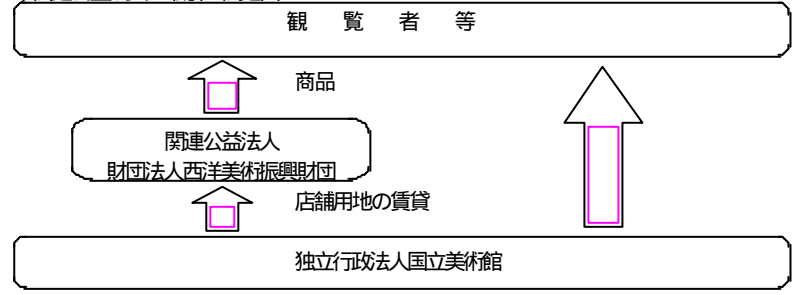 観 覧 者 等
商品
関連公益法人
財団法人西洋美術振興財団
店舗用地の賃貸
独立行政法人国立美術館